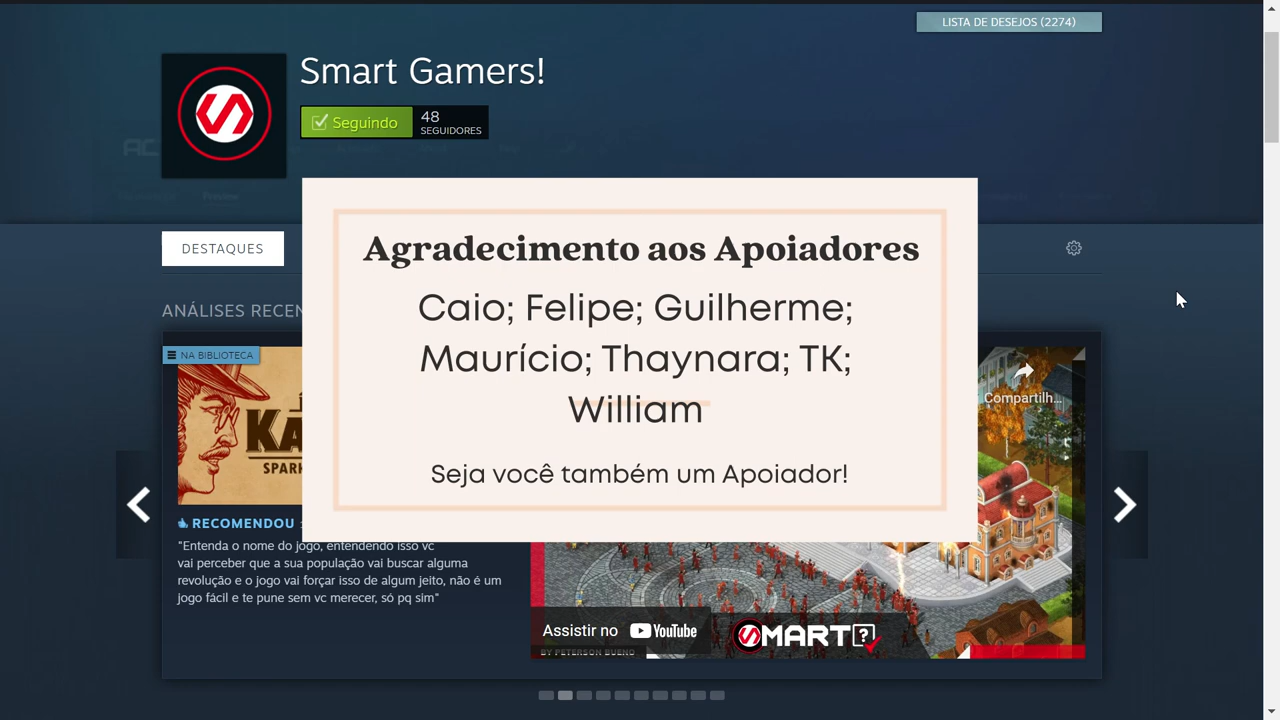 LISTA DE DESEJOS (2274)
Smart Gamers!
Seguindo
48
SEGUIDORES
DESTAQUES
ANÁLISES RECEN
Agradecimento aos Apoiadores
Caio; Felipe; Guilherme;
Maurício; Thaynara; TK;
William
Seja você também um Apoiador!
NA BIBLIOTECA
KA
SPARK
Compartilh...
RECOMENDOU
"Entenda o nome do jogo, entendendo isso vc
vai perceber que a sua população vai buscar alguma
revolução e o jogo vai forçar isso de algum jeito, não é um
jogo fácil e te pune sem vc merecer, só pq sim"
Assistir no YouTube
SMART?
BY PETERSON BUENO